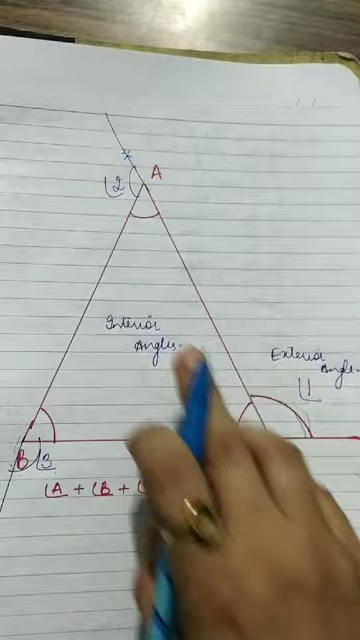 A
∠2
Interior
Angles.
Exterior
Angle.
∠1
B
∠3
∠A + ∠B + ∠